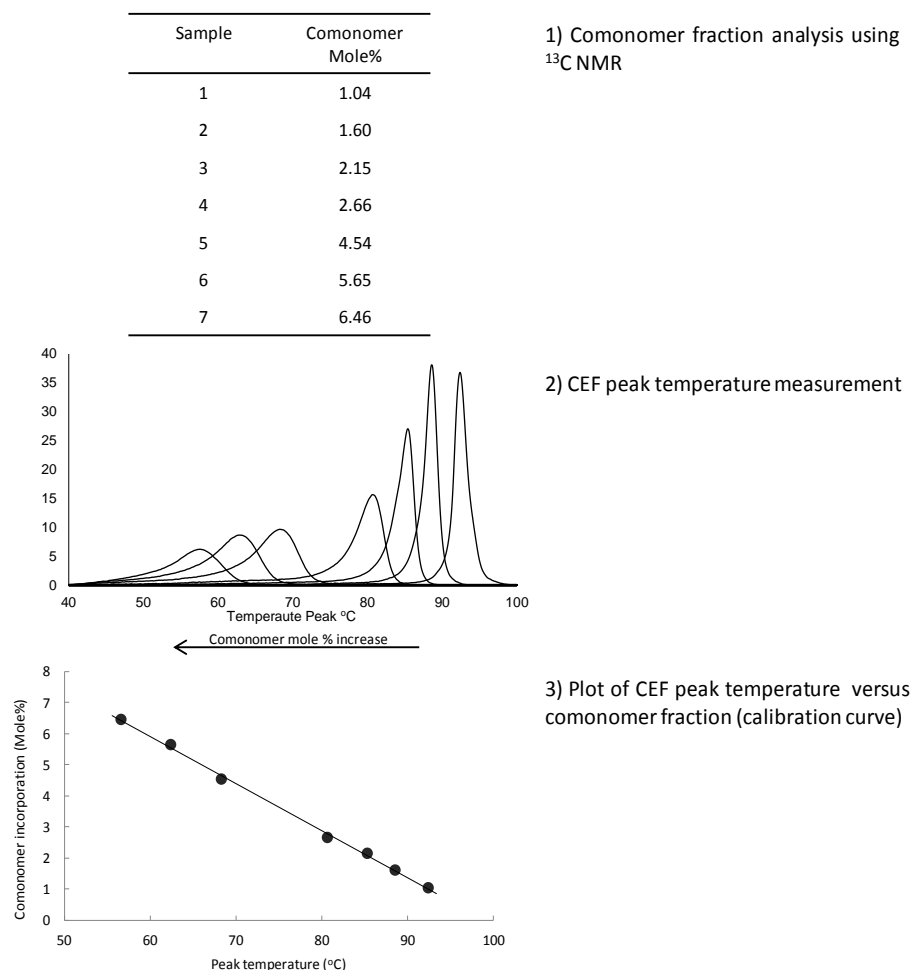 Sample Comonomer
Mole%
1 1.04
2 1.60
3 2.15
4 2.66
5 4.54
6 5.65
7 6.46
1) Comonomer fraction analysis using
13C NMR
40
35
30
25
20
15
10
5
0
40 50 60 70 80 90 100
Temperaute Peak oC
2) CEF peak temperature measurement
Comonomer mole % increase
8
7
6
5
4
3
2
1
0
Comonomer incorporation (Mole%)
50 60 70 80 90 100
Peak temperature (oC)
3) Plot of CEF peak temperature versus
comonomer fraction (calibration curve)